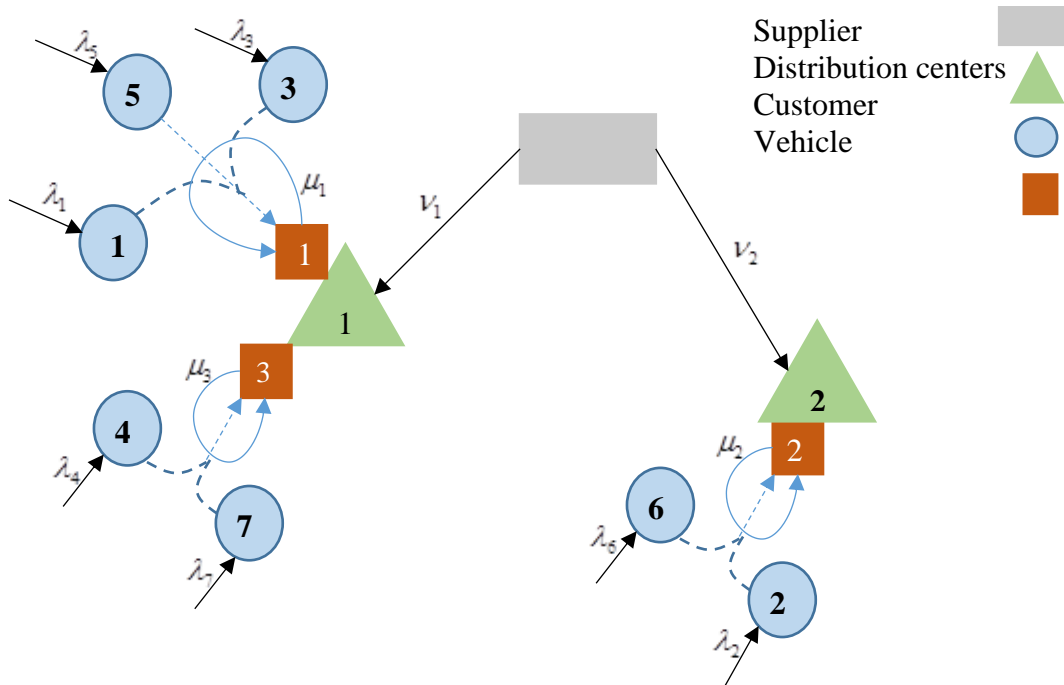 Supplier
Distribution centers
Customer
Vehicle
λ₅
λ₃
5
3
λ₁
1
μ₁
1
ν₁
ν₂
1
μ₃
3
2
4
λ₄
μ₂
2
7
λ₇
6
λ₆
2
λ₂